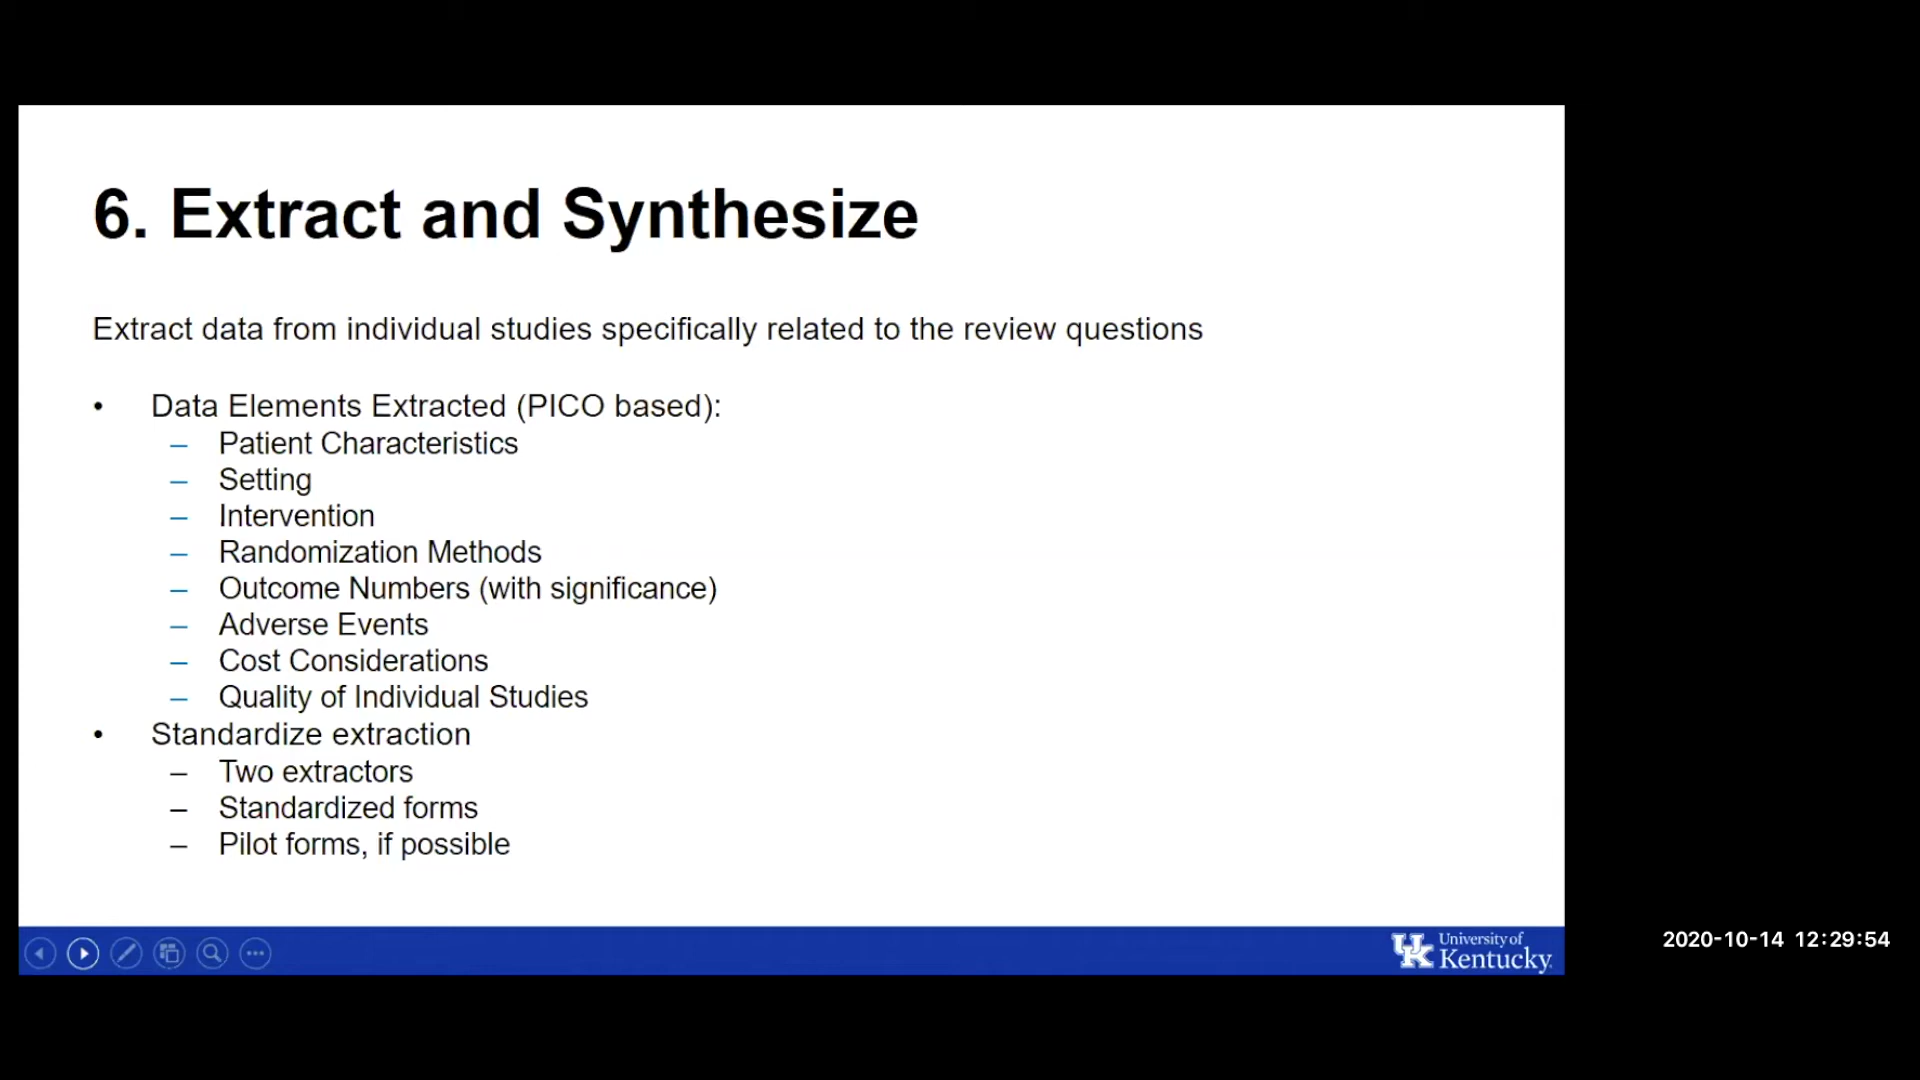 6. Extract and Synthesize
Extract data from individual studies specifically related to the review questions
• Data Elements Extracted (PICO based):
– Patient Characteristics
– Setting
– Intervention
– Randomization Methods
– Outcome Numbers (with significance)
– Adverse Events
– Cost Considerations
– Quality of Individual Studies
• Standardize extraction
– Two extractors
– Standardized forms
– Pilot forms, if possible
UK University of
Kentucky
2020-10-14 12:29:54